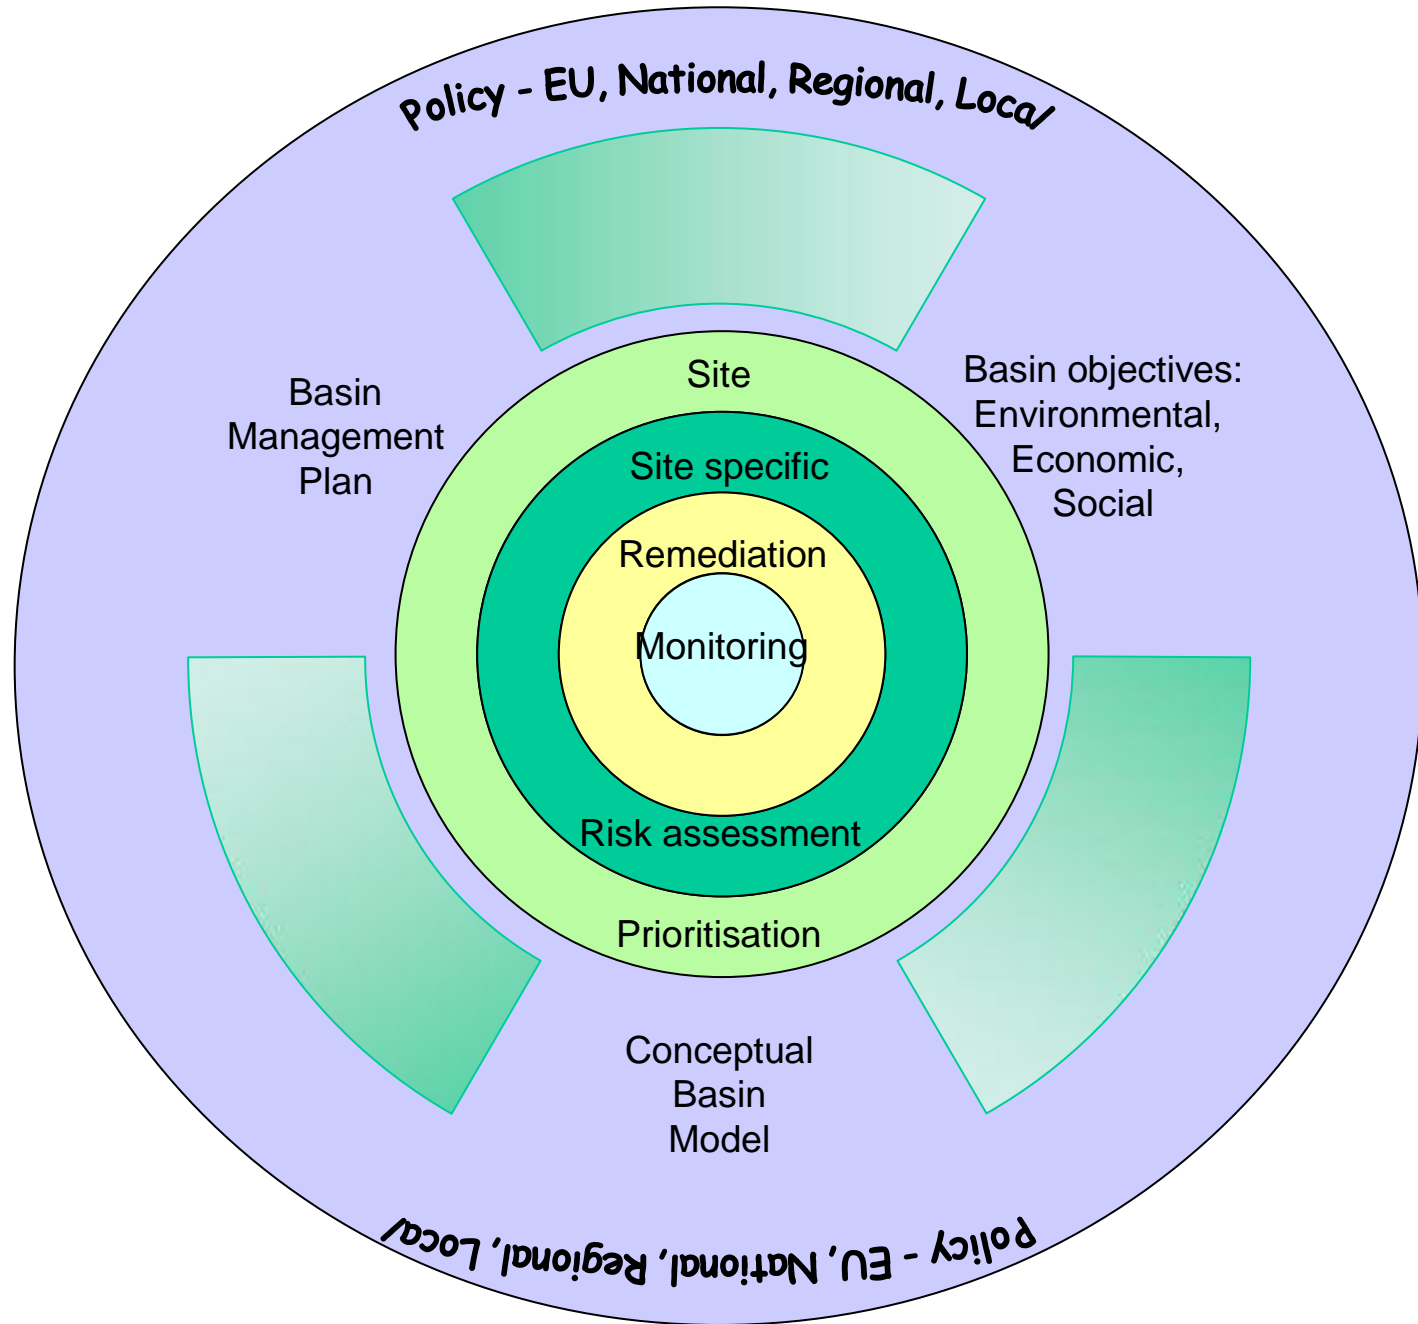 Policy - EU, National, Regional, Local
Site
Basin
Management
Plan
Basin objectives:
Environmental,
Economic,
Social
Site specific
Remediation
Monitoring
Risk assessment
Prioritisation
Conceptual
Basin
Model
Policy - EU, National, Regional, Local